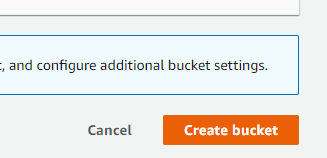 , and configure additional bucket settings.
Cancel
Create bucket